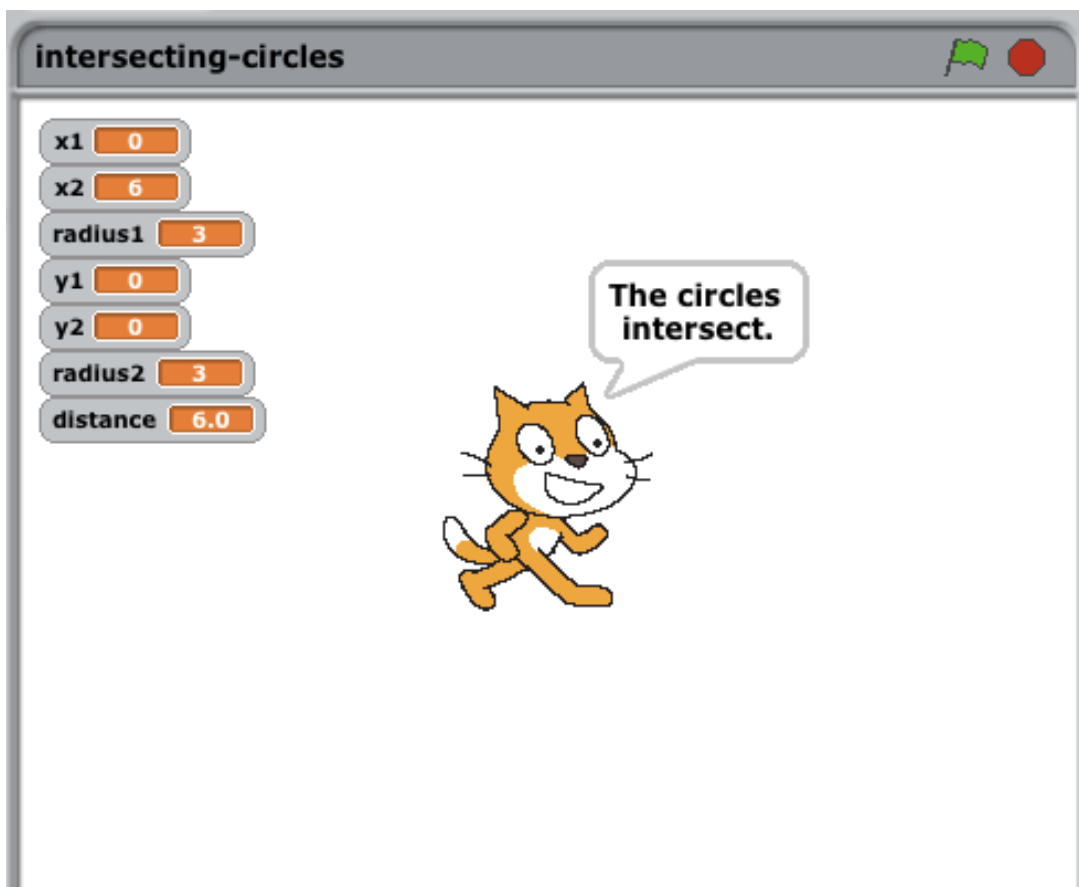 intersecting-circles
x1 0
x2 6
radius1 3
y1 0
y2 0
radius2 3
distance 6.0
The circles
intersect.